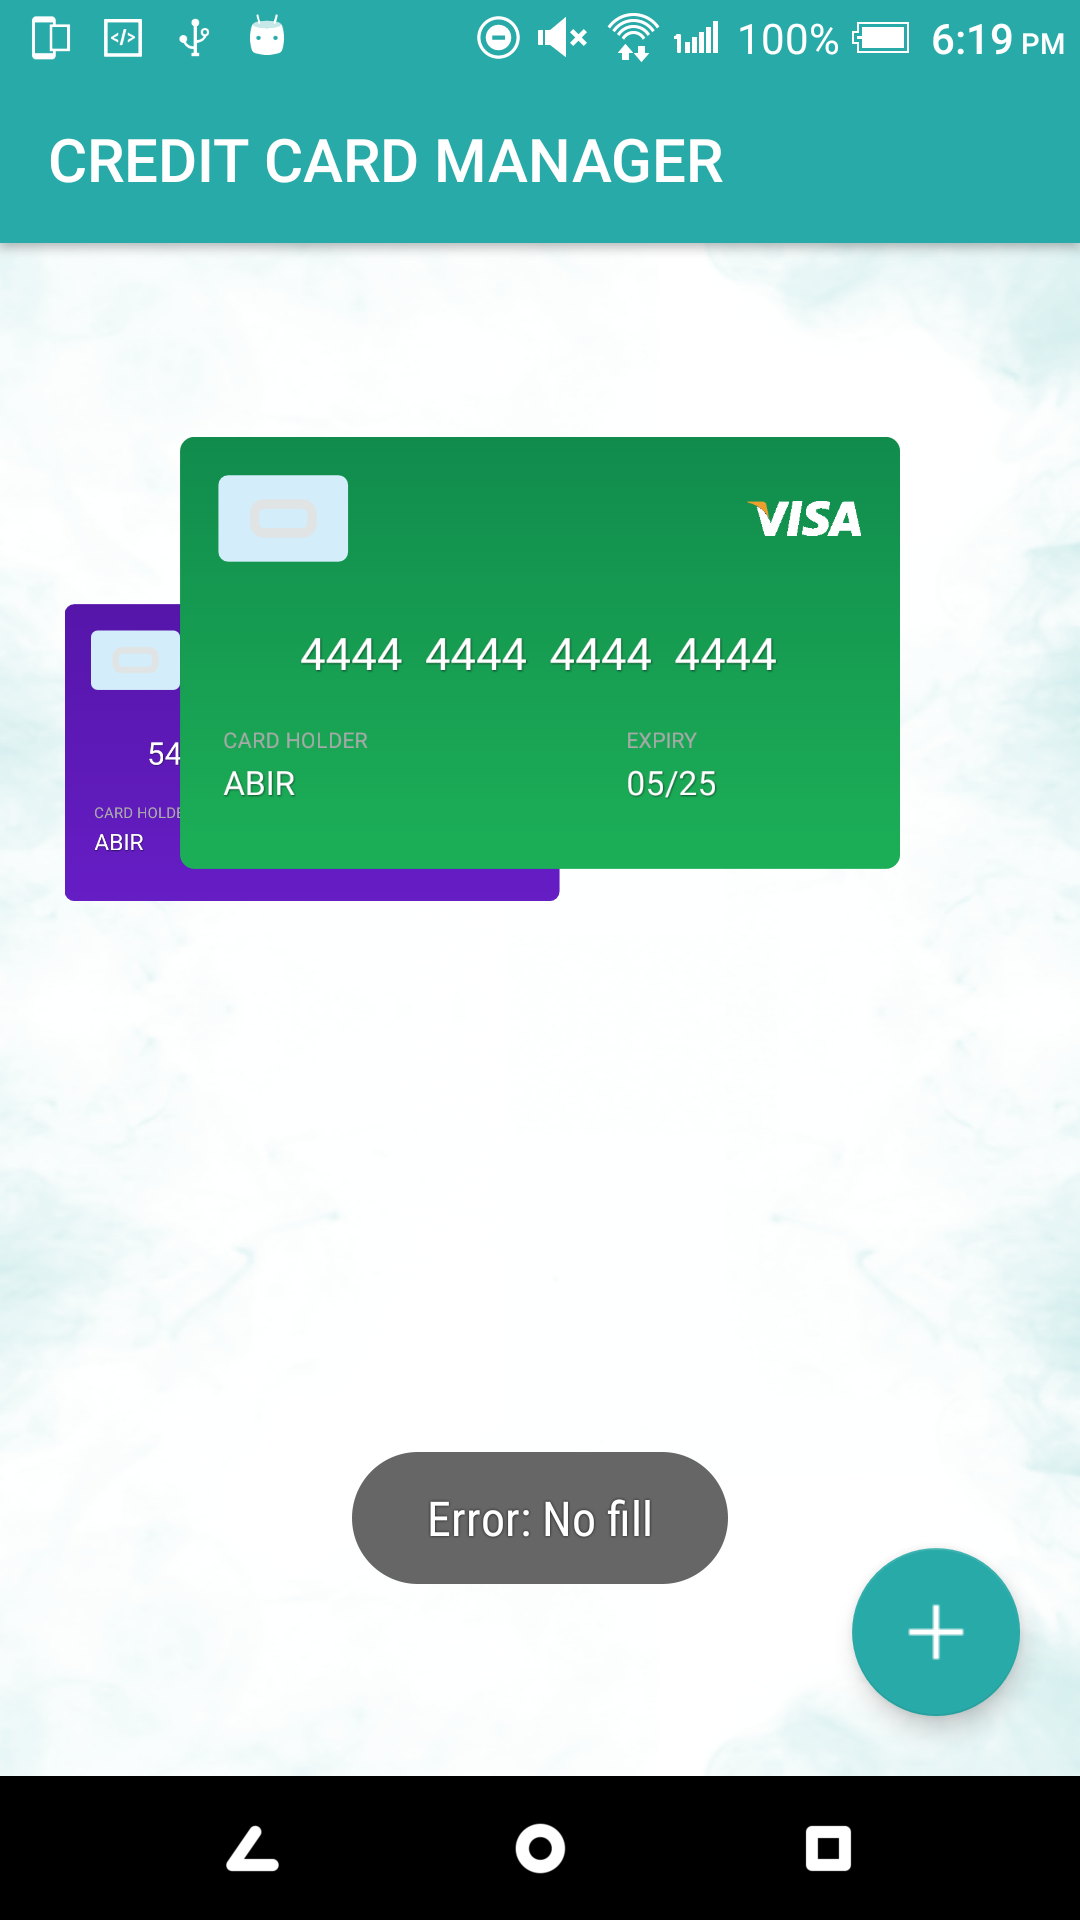 100% 6:19 PM
CREDIT CARD MANAGER
VISA
4444 4444 4444 4444
CARD HOLDER EXPIRY
ABIR 05/25
54
CARD HOLDE
ABIR
Error: No fill